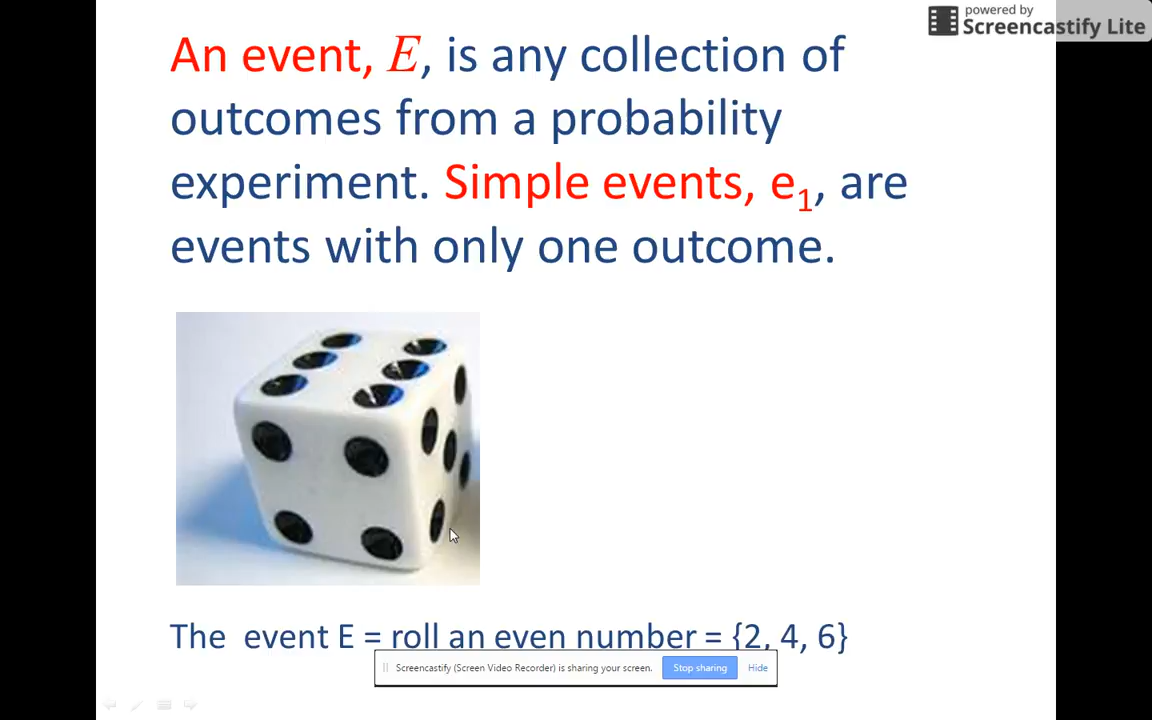 powered by
Screencastify Lite
An event, E, is any collection of
outcomes from a probability
experiment. Simple events, e₁, are
events with only one outcome.
The event E = roll an even number = {2, 4, 6}
Screencastify (Screen Video Recorder) is sharing your screen. Stop sharing Hide